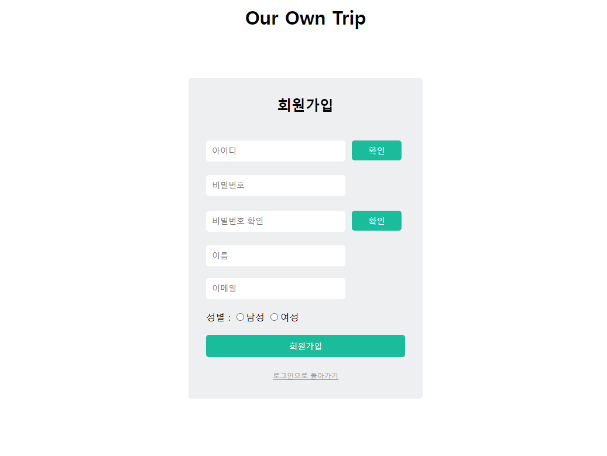 Our Own Trip
회원가입
아이디 확인
비밀번호
비밀번호 확인 확인
이름
이메일
성별 : 남성 여성
회원가입
로그인으로 돌아가기